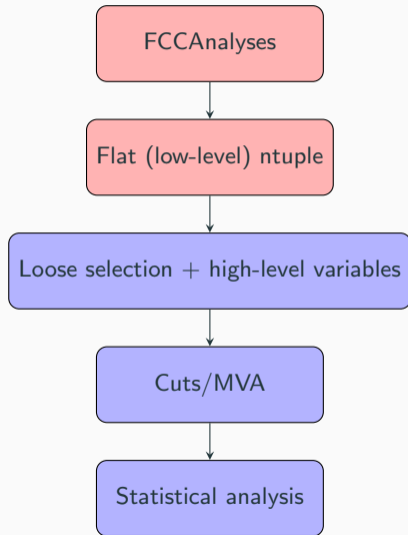 FCCAnalyses
Flat (low-level) ntuple
Loose selection + high-level variables
Cuts/MVA
Statistical analysis